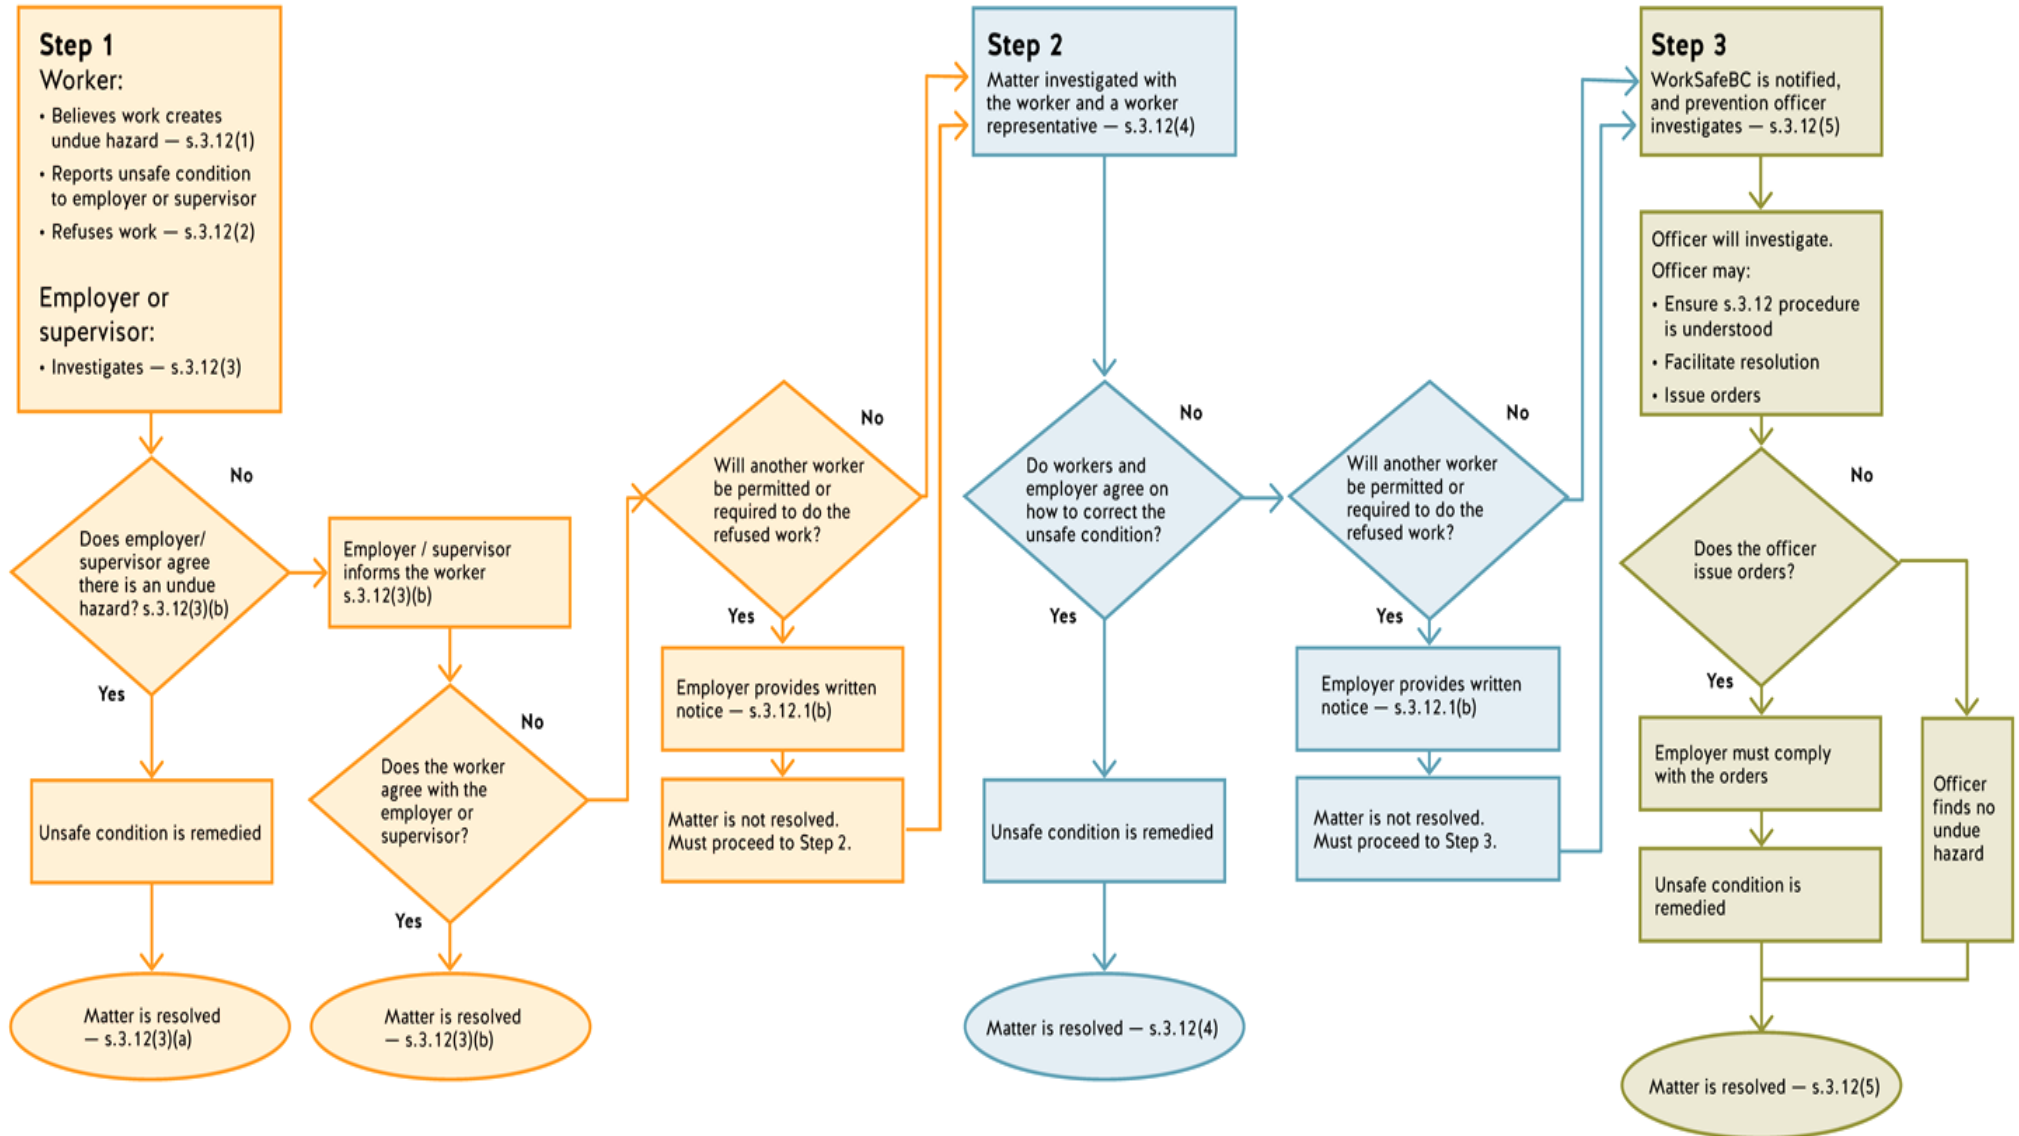 Step 1
Worker:
• Believes work creates
undue hazard — s.3.12(1)
• Reports unsafe condition
to employer or supervisor
• Refuses work — s.3.12(2)
Employer or
supervisor:
• Investigates — s.3.12(3)
No
Does employer/
supervisor agree
there is an undue
hazard? s.3.12(3)(b)
Yes
Unsafe condition is remedied
Matter is resolved
— s.3.12(3)(a)
Employer / supervisor
informs the worker
s.3.12(3)(b)
No
Does the worker
agree with the
employer or
supervisor?
Yes
Matter is resolved
— s.3.12(3)(b)
No
Will another worker
be permitted or
required to do the
refused work?
Yes
Employer provides written
notice — s.3.12.1(b)
Matter is not resolved.
Must proceed to Step 2.
Step 2
Matter investigated with
the worker and a worker
representative — s.3.12(4)
No
Do workers and
employer agree on
how to correct the
unsafe condition?
Yes
Unsafe condition is remedied
Matter is resolved — s.3.12(4)
No
Will another worker
be permitted or
required to do the
refused work?
Yes
Employer provides written
notice — s.3.12.1(b)
Matter is not resolved.
Must proceed to Step 3.
Step 3
WorkSafeBC is notified,
and prevention officer
investigates — s.3.12(5)
Officer will investigate.
Officer may:
• Ensure s.3.12 procedure
is understood
• Facilitate resolution
• Issue orders
No
Does the officer
issue orders?
Yes
Employer must comply
with the orders
Unsafe condition is
remedied
Officer
finds no
undue
hazard
Matter is resolved — s.3.12(5)